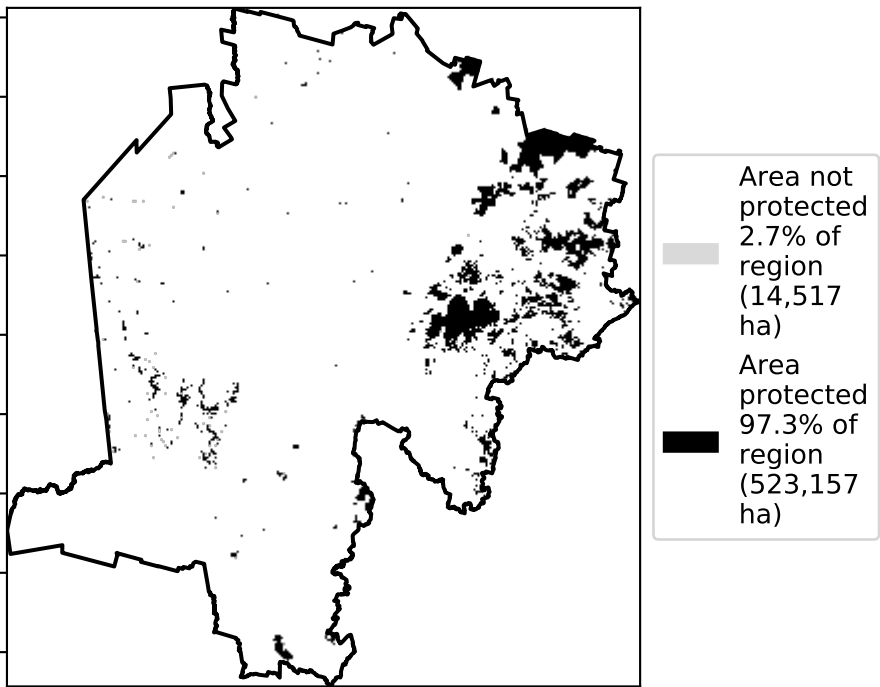 Area not
protected
2.7% of
region
(14,517
ha)
Area
protected
97.3% of
region
(523,157
ha)